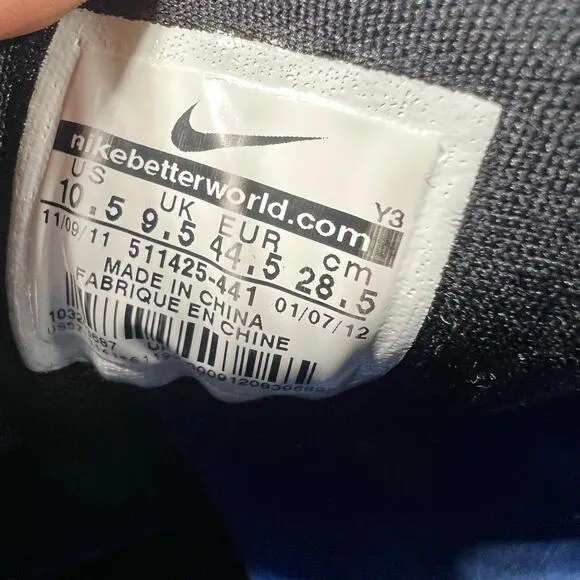 nikebetterworld.com
Y3
US UK EUR cm
10.5 9.5 44.5 28.5
11/09/11 511425-441 01/07/12
MADE IN CHINA
FABRIQUE EN CHINE